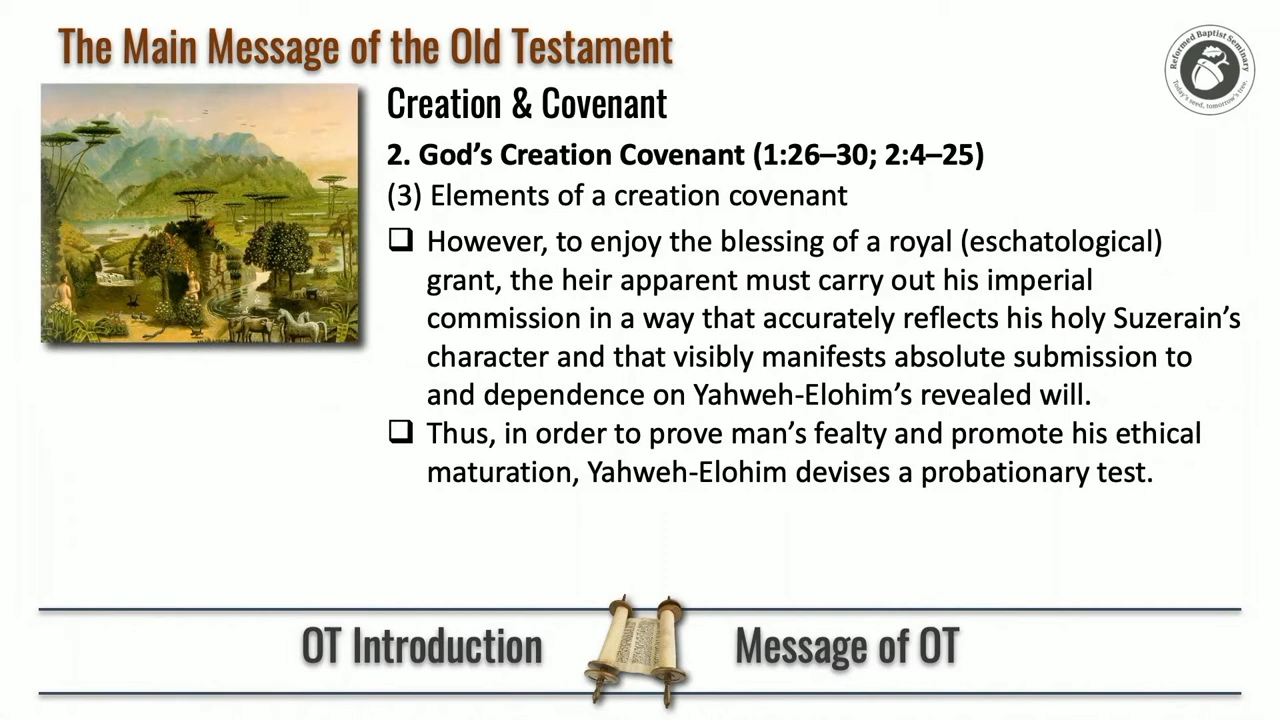 The Main Message of the Old Testament
Reformed Baptist Seminary
Today's seed, tomorrow's tree.
Creation & Covenant
2. God's Creation Covenant (1:26–30; 2:4–25)
(3) Elements of a creation covenant
❑ However, to enjoy the blessing of a royal (eschatological)
grant, the heir apparent must carry out his imperial
commission in a way that accurately reflects his holy Suzerain's
character and that visibly manifests absolute submission to
and dependence on Yahweh-Elohim's revealed will.
❑ Thus, in order to prove man's fealty and promote his ethical
maturation, Yahweh-Elohim devises a probationary test.
OT Introduction
Message of OT